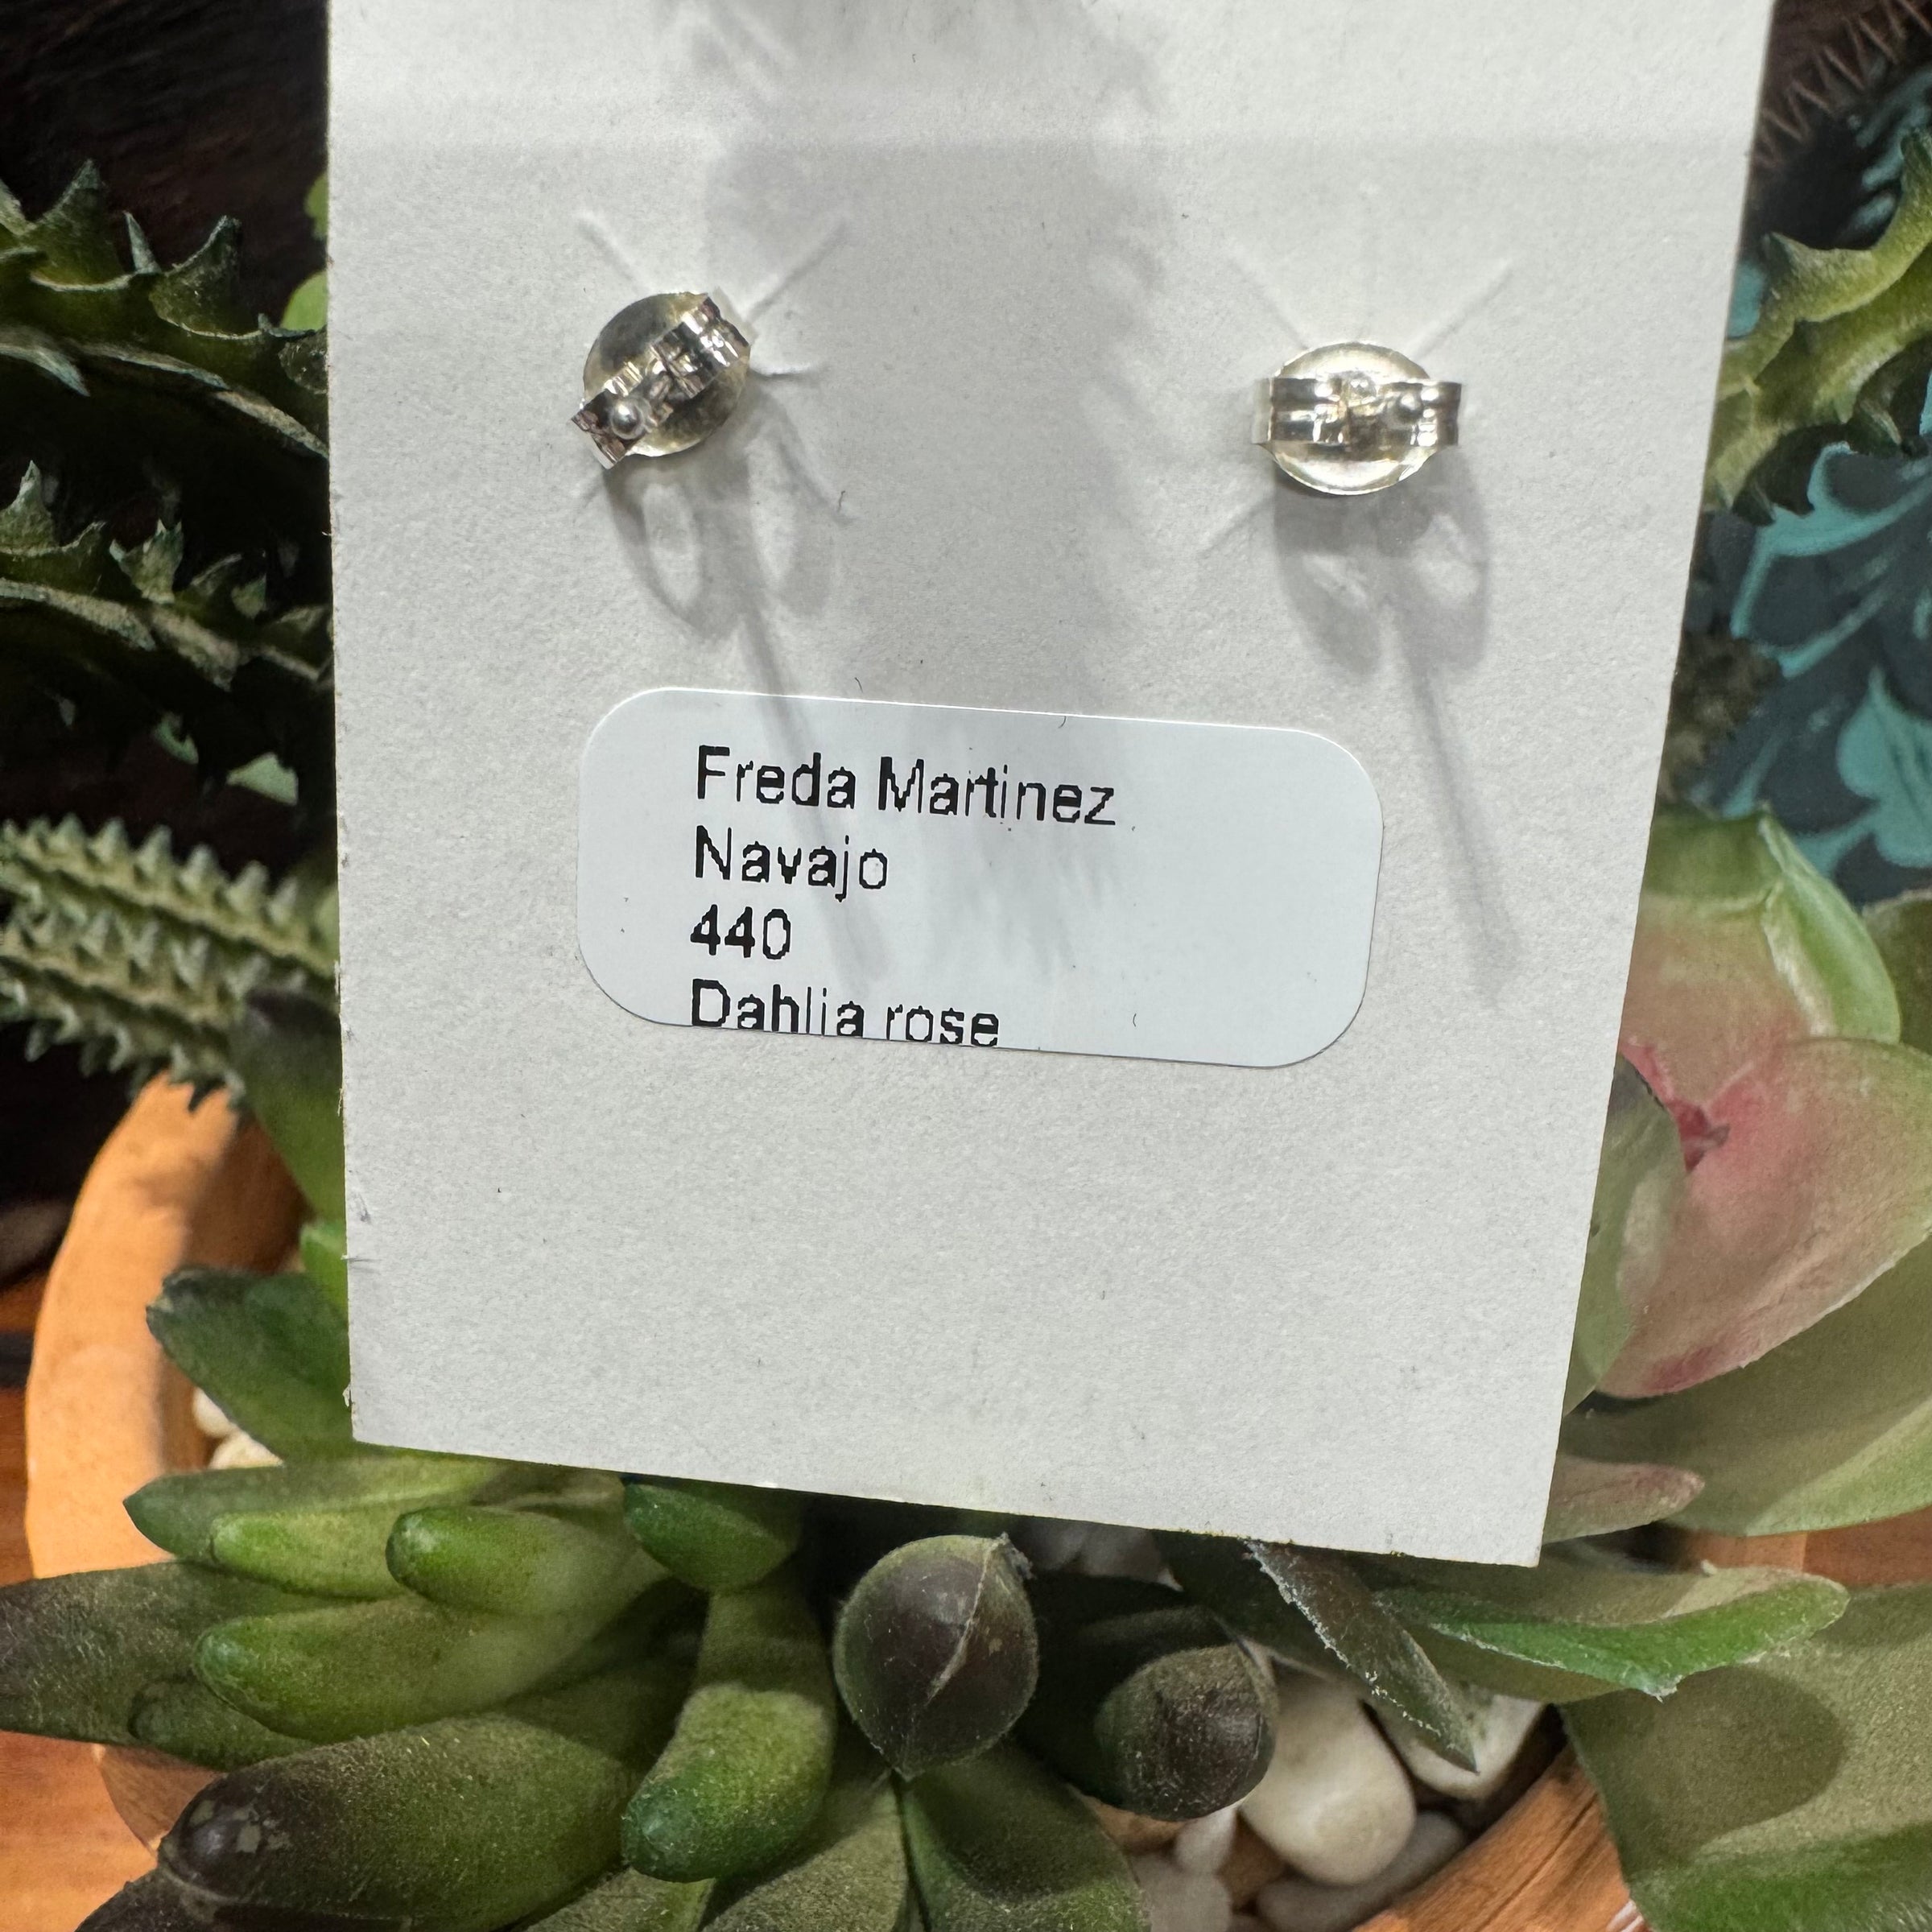 Freda Martinez
Navajo
440
Dahlia rose